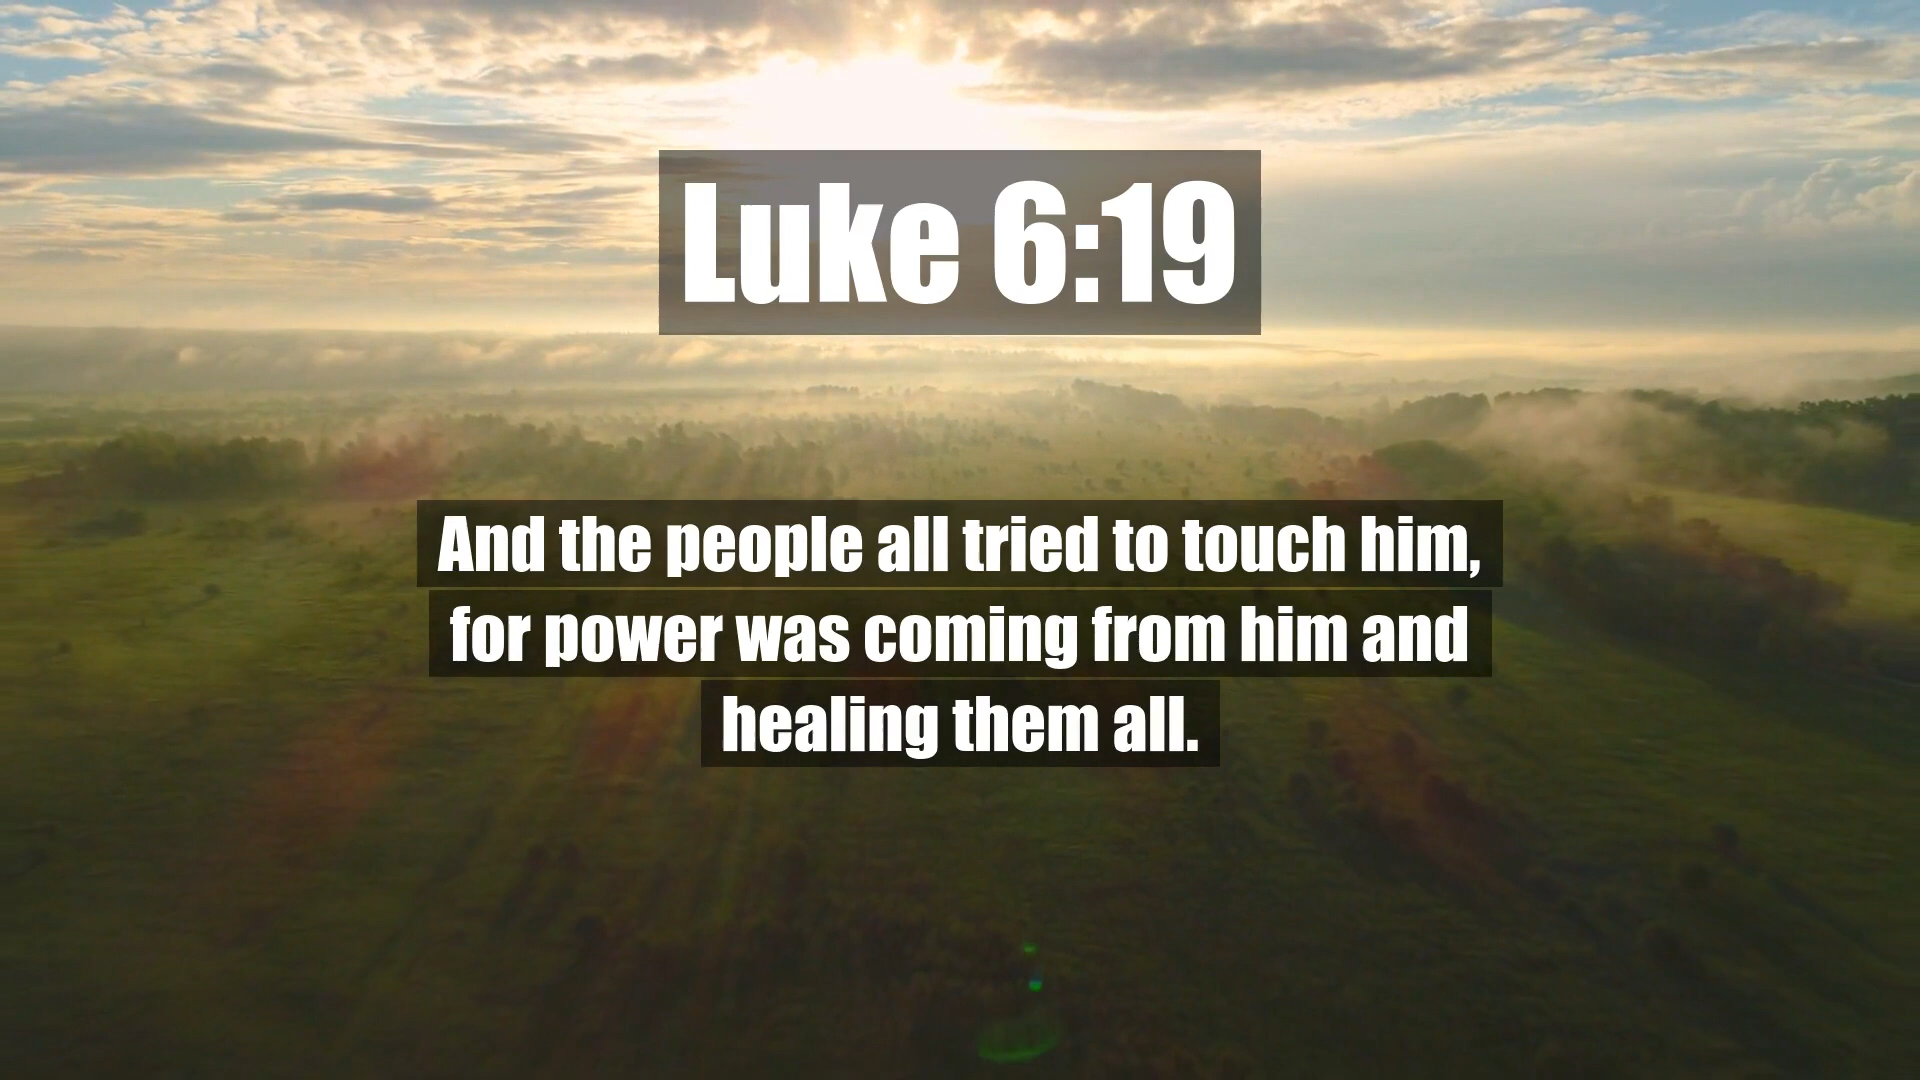 Luke 6:19
And the people all tried to touch him,
for power was coming from him and
healing them all.